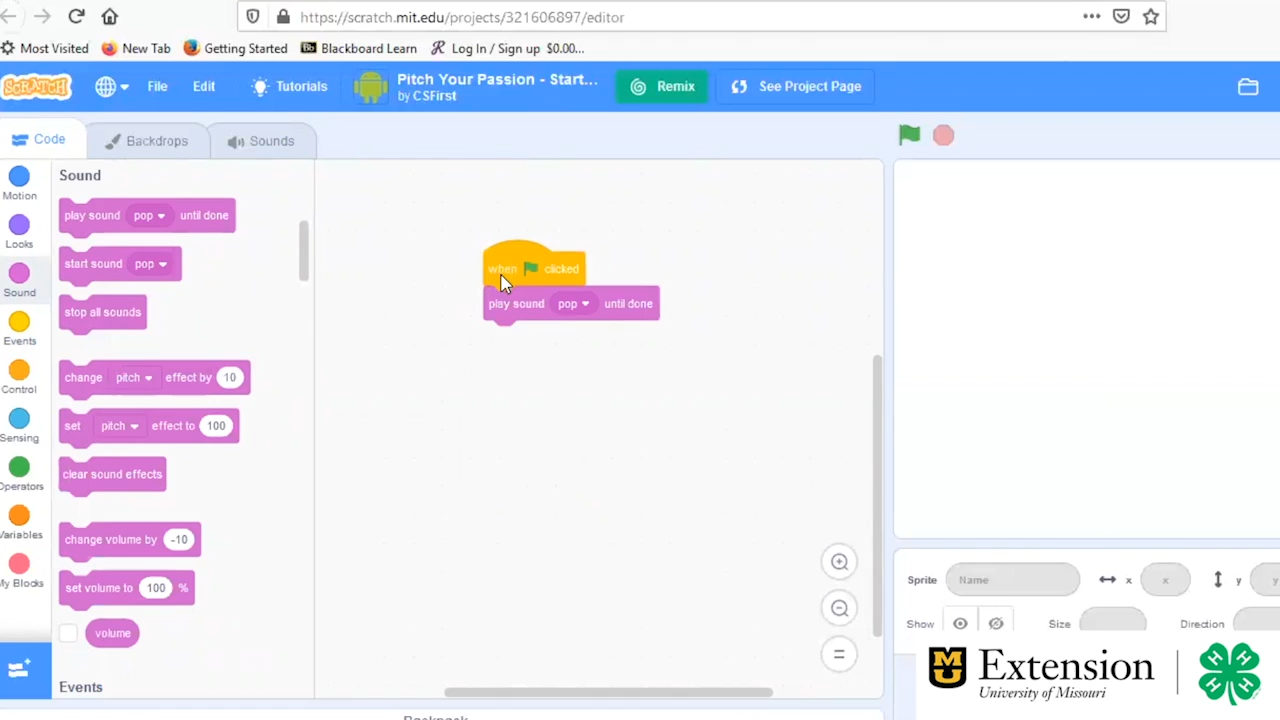 https://scratch.mit.edu/projects/321606897/editor
Most Visited New Tab Getting Started Bb Blackboard Learn Log In / Sign up $0.00...
SCRATCH File Edit Tutorials Pitch Your Passion - Start... Remix See Project Page
by CSFirst
Code Backdrops Sounds
Motion
Looks
Sound
Events
Control
Sensing
Operators
Variables
My Blocks
Sound
play sound pop until done
start sound pop
stop all sounds
change pitch effect by 10
set pitch effect to 100
clear sound effects
change volume by -10
set volume to 100 %
volume
Events
when clicked
play sound pop until done
Sprite Name x x y y
Show Size Direction
MU Extension
University of Missouri
H H H H